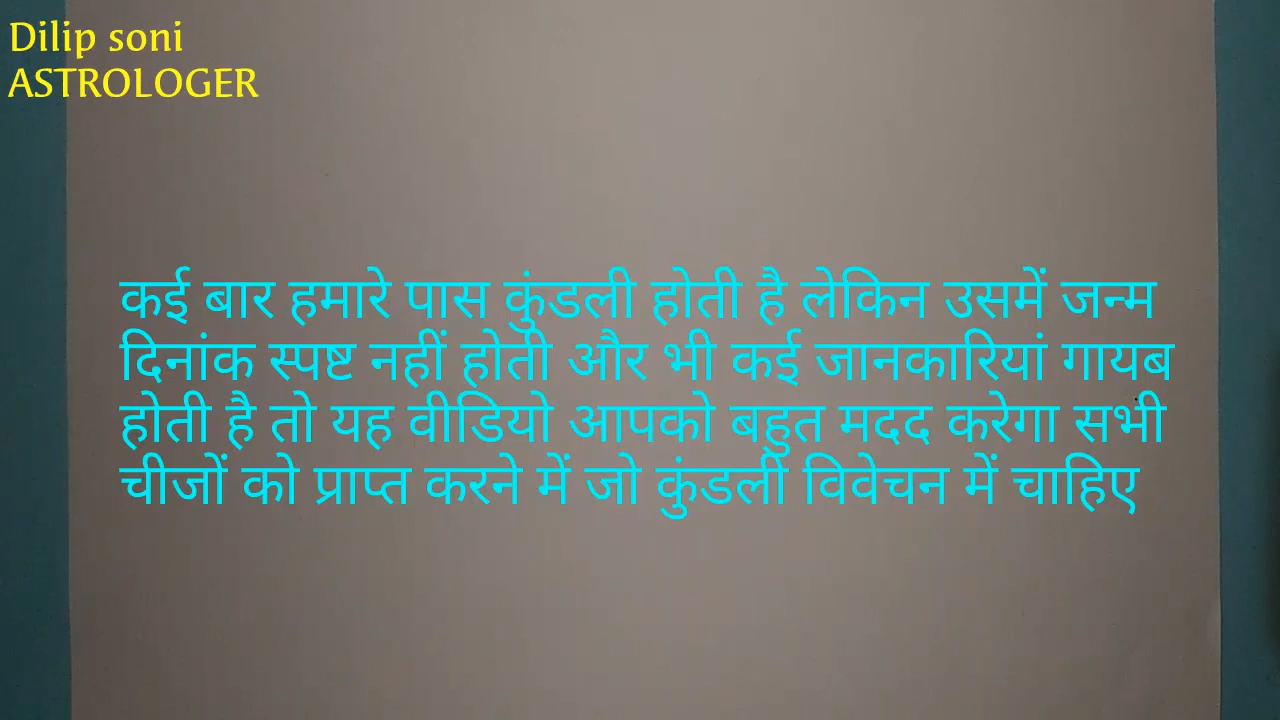 Dilip soni
ASTROLOGER
कई बार हमारे पास कुंडली होती है लेकिन उसमें जन्म
दिनांक स्पष्ट नहीं होती और भी कई जानकारियां गायब
होती है तो यह वीडियो आपको बहुत मदद करेगा सभी
चीजों को प्राप्त करने में जो कुंडली विवेचन में चाहिए